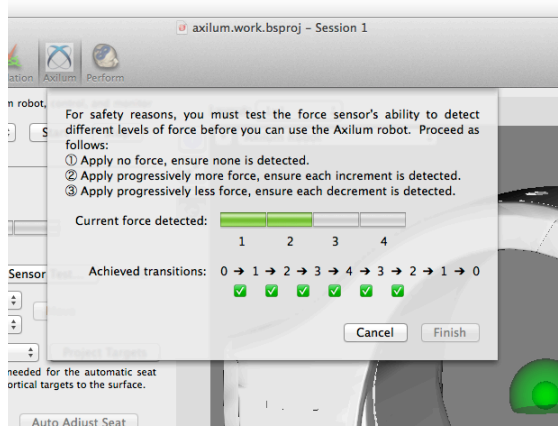 axilum.work.bsproj – Session 1
ation Axilum Perform
n robot,
For safety reasons, you must test the force sensor's ability to detect
different levels of force before you can use the Axilum robot. Proceed as
follows:
① Apply no force, ensure none is detected.
② Apply progressively more force, ensure each increment is detected.
③ Apply progressively less force, ensure each decrement is detected.
Current force detected:
1 2 3 4
Sensor
Achieved transitions: 0 → 1 → 2 → 3 → 4 → 3 → 2 → 1 → 0
Cancel Finish
Project Targets
needed for the automatic seat
ortical targets to the surface.
Auto Adjust Seat